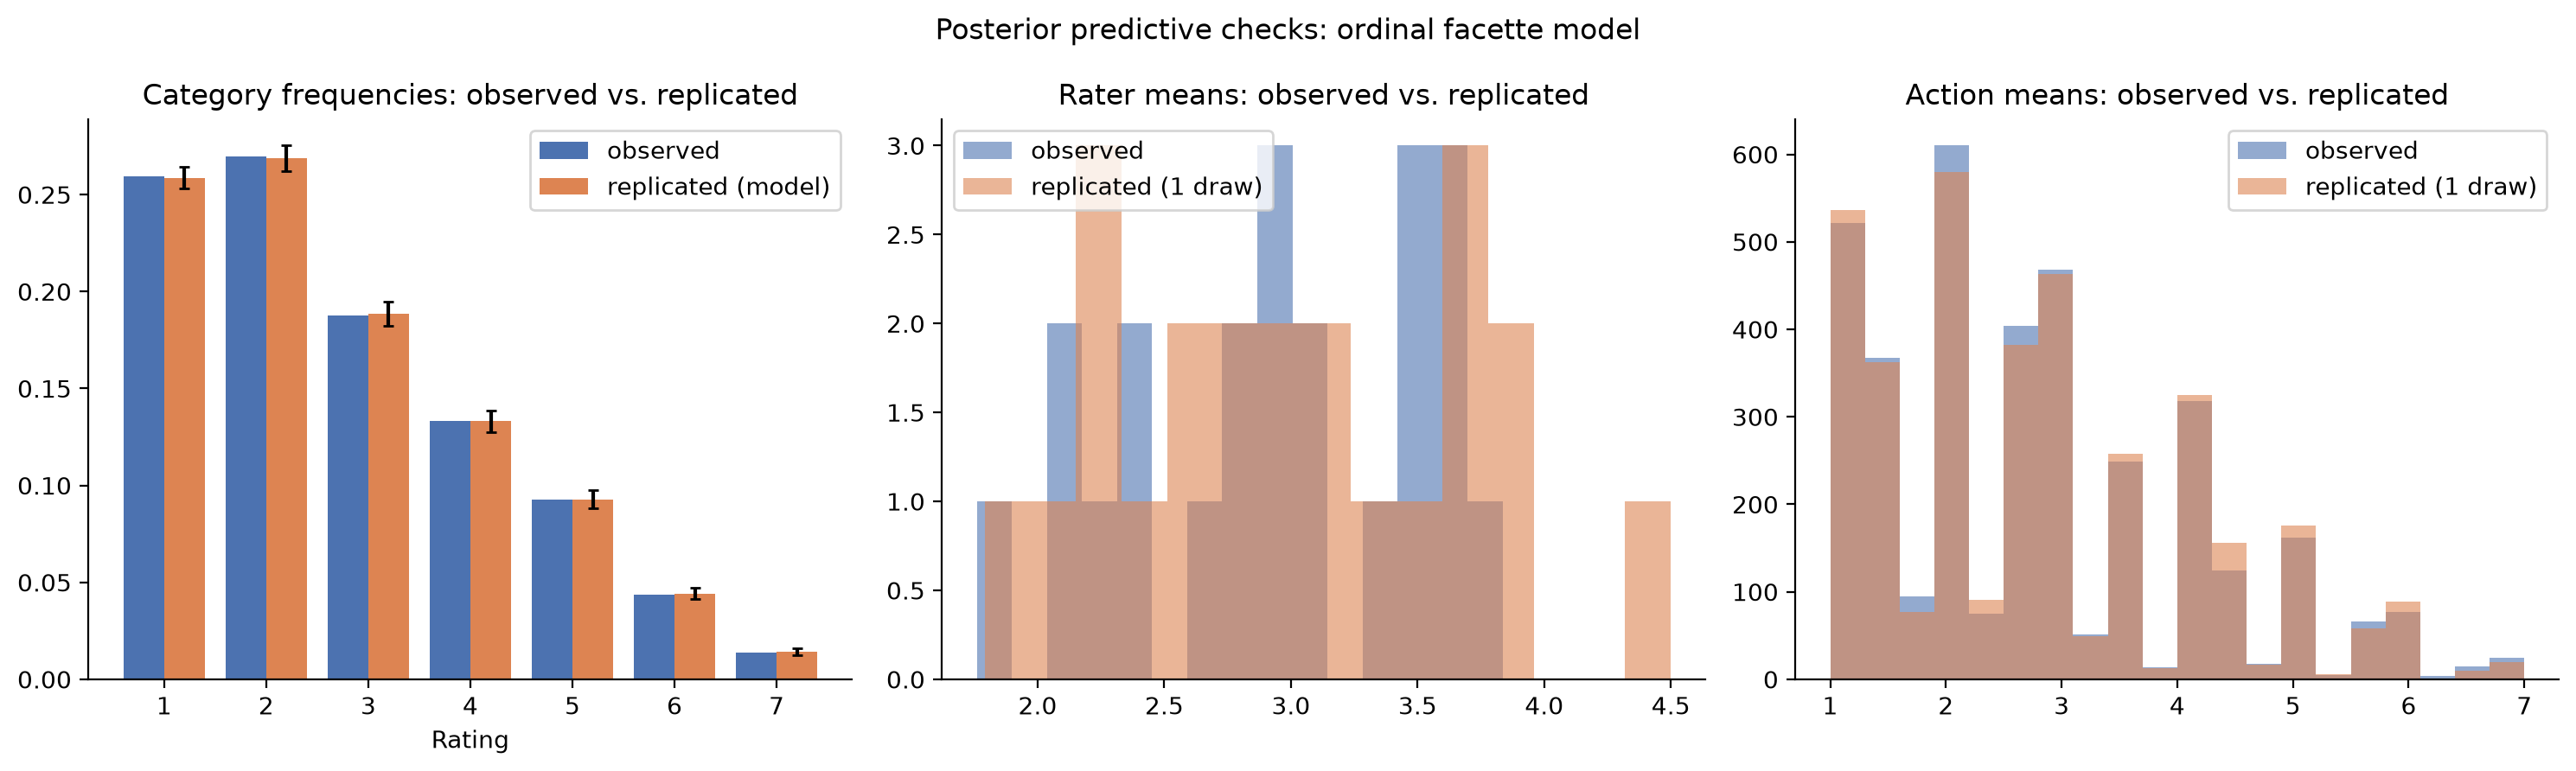 Posterior predictive checks: ordinal facette model
Category frequencies: observed vs. replicated
observed
replicated (model)
0.25
0.20
0.15
0.10
0.05
0.00
1 2 3 4 5 6 7
Rating
Rater means: observed vs. replicated
observed
replicated (1 draw)
3.0
2.5
2.0
1.5
1.0
0.5
0.0
2.0 2.5 3.0 3.5 4.0 4.5
Action means: observed vs. replicated
observed
replicated (1 draw)
600
500
400
300
200
100
0
1 2 3 4 5 6 7